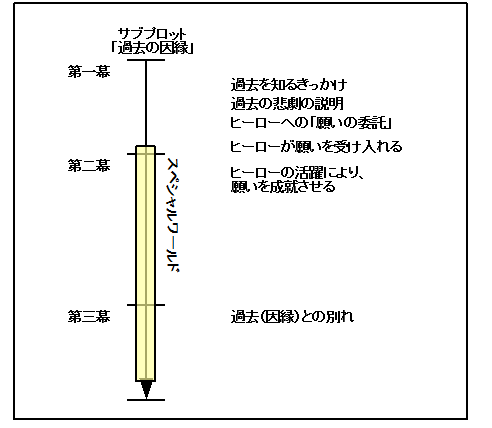 サブプロット
「過去の因縁」
第一幕
過去を知るきっかけ
過去の悲劇の説明
ヒーローへの「願いの委託」
ヒーローが願いを受け入れる
第二幕
ヒーローの活躍により、
願いを成就させる
スペシャルワールド
第三幕
過去(因縁)との別れ